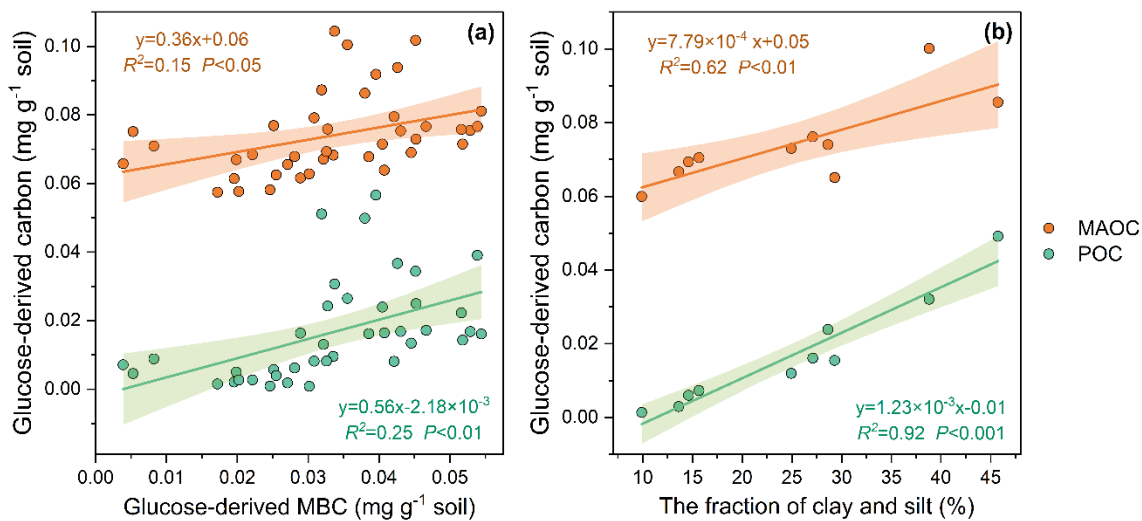 (a)
y=0.36x+0.06
R²=0.15 P<0.05
y=0.56x-2.18×10⁻³
R²=0.25 P<0.01
Glucose-derived carbon (mg g⁻¹ soil)
0.10
0.08
0.06
0.04
0.02
0.00
0.00 0.01 0.02 0.03 0.04 0.05
Glucose-derived MBC (mg g⁻¹ soil)
(b)
y=7.79×10⁻⁴ x+0.05
R²=0.62 P<0.01
y=1.23×10⁻³x-0.01
R²=0.92 P<0.001
Glucose-derived carbon (mg g⁻¹ soil)
0.10
0.08
0.06
0.04
0.02
0.00
10 15 20 25 30 35 40 45
The fraction of clay and silt (%)
MAOC
POC